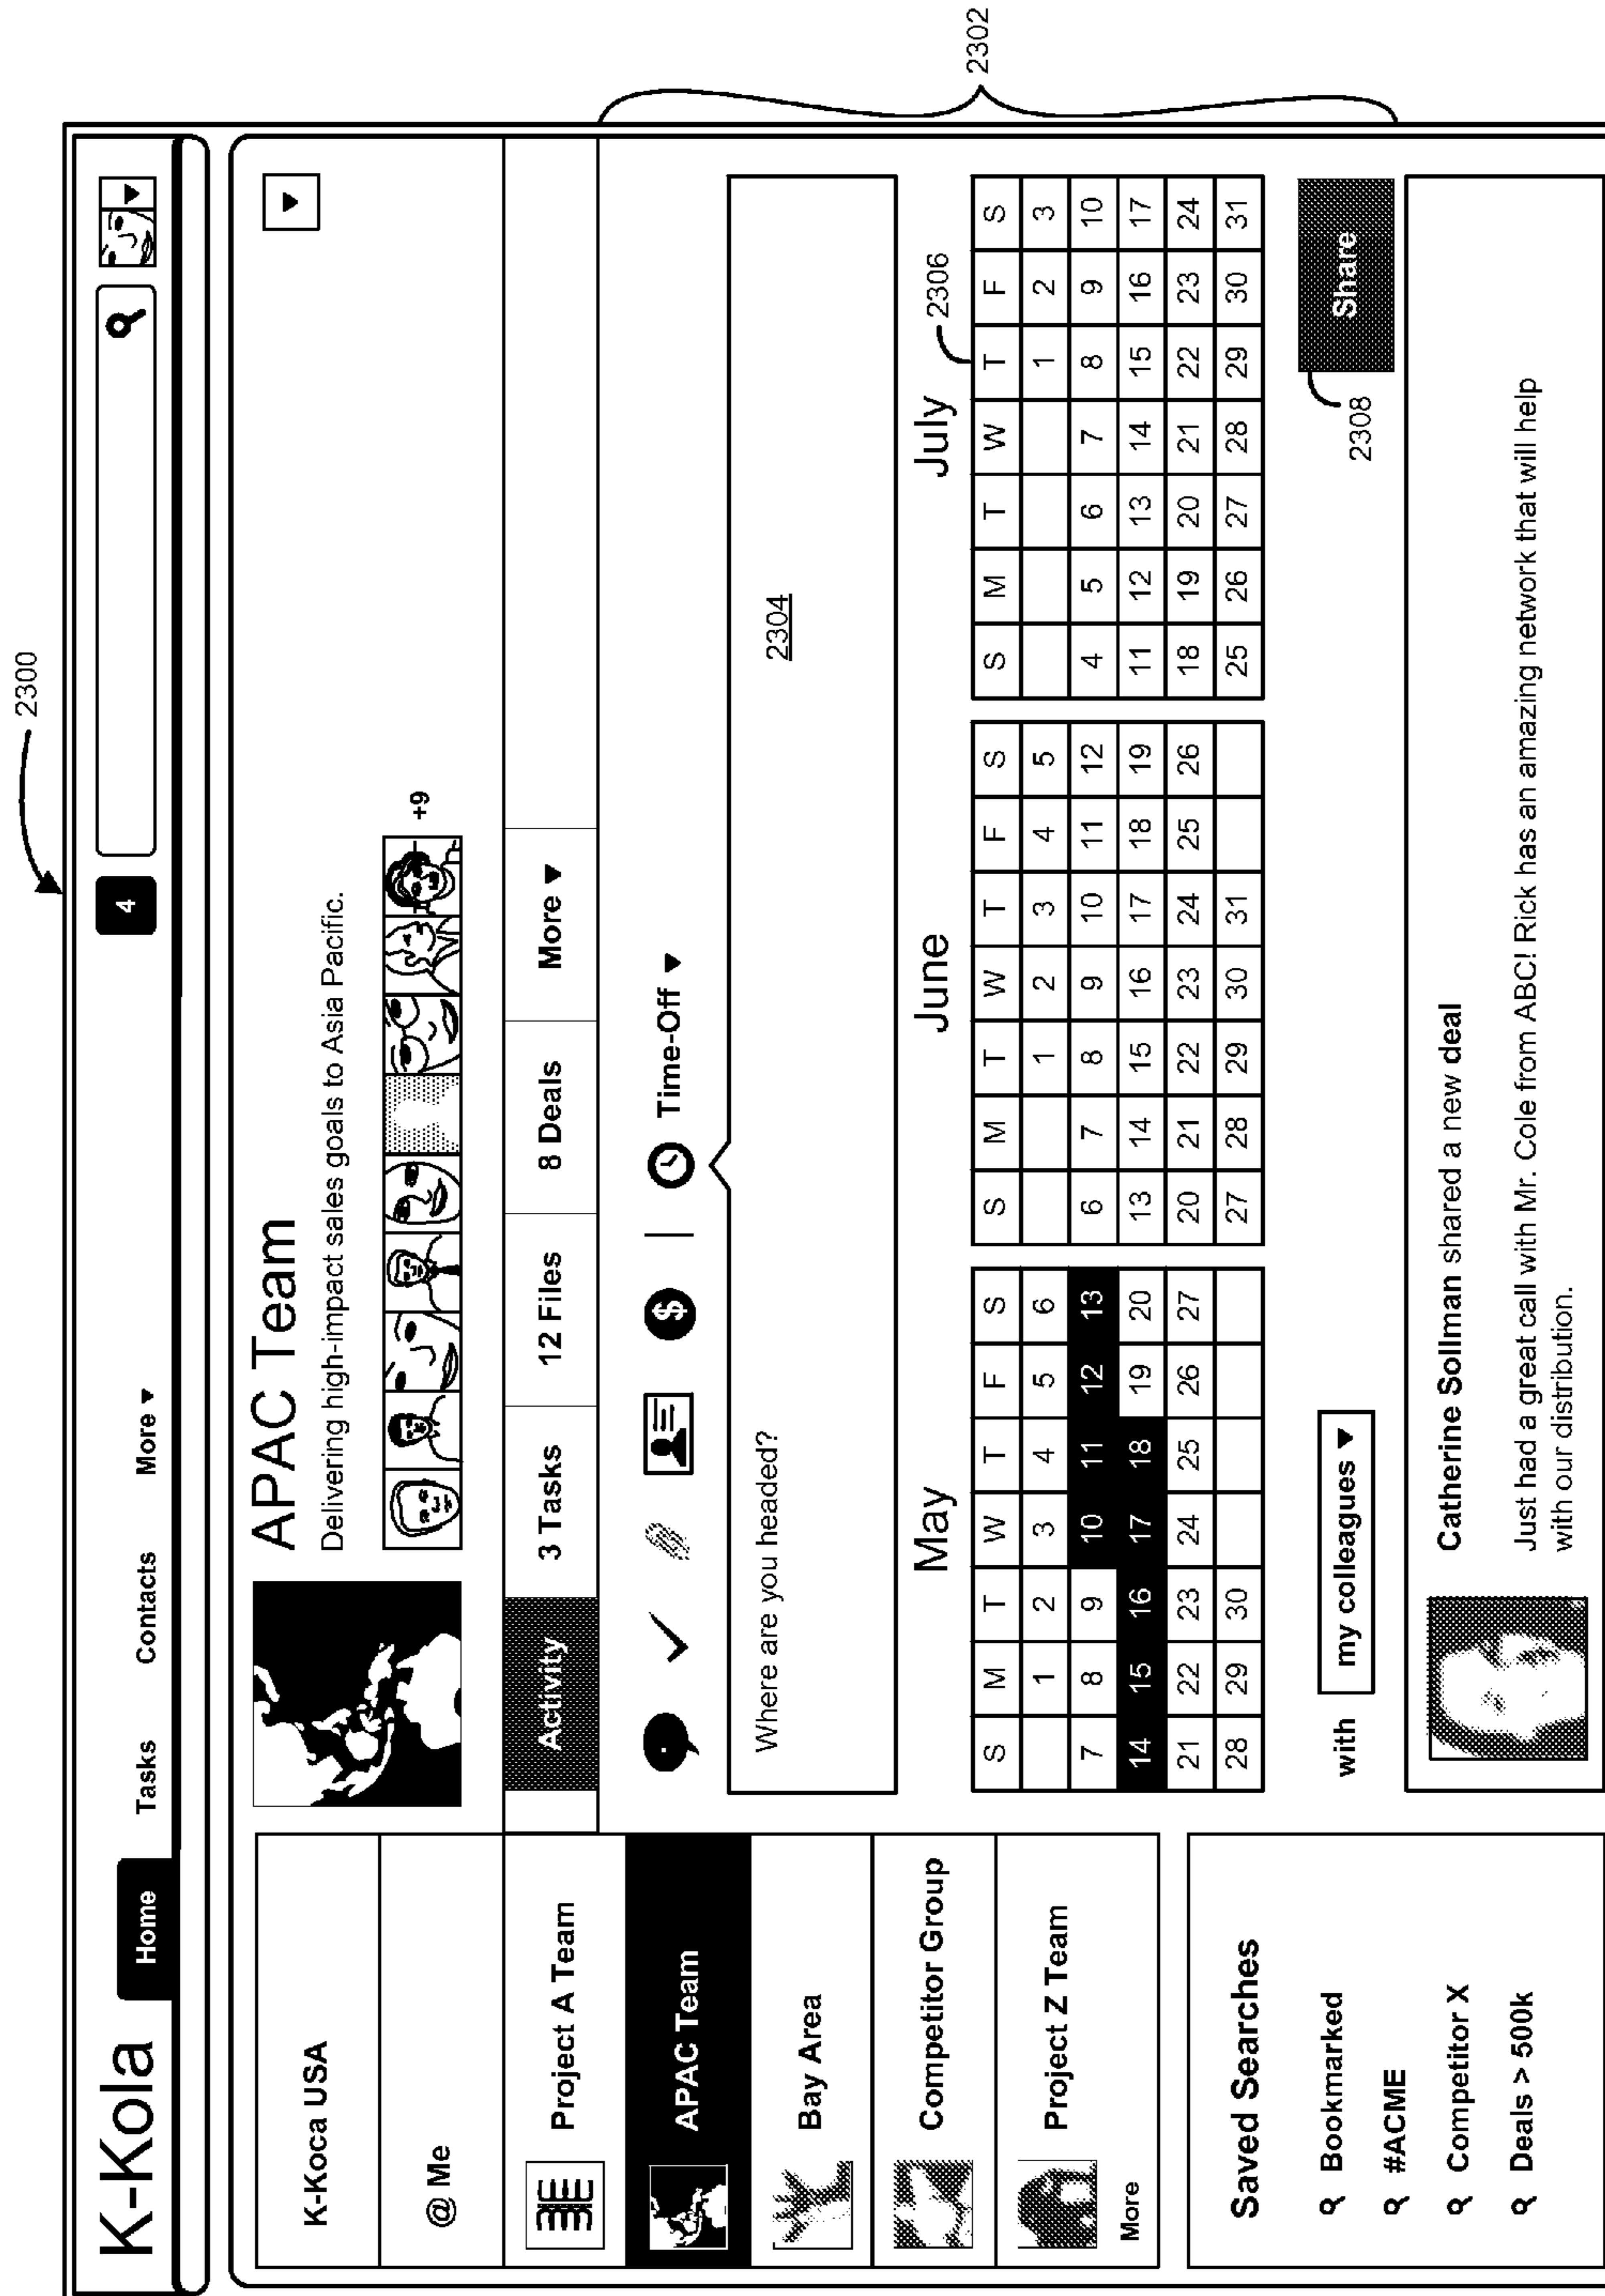 2300
K-Kola
Home
Tasks
Contacts
More ▼
4
K-Koca USA
@ Me
Project A Team
APAC Team
Bay Area
Competitor Group
Project Z Team
More
Saved Searches
Bookmarked
#ACME
Competitor X
Deals > 500k
APAC Team
Delivering high-impact sales goals to Asia Pacific.
+9
Activity
3 Tasks
12 Files
8 Deals
More ▼
$
Time-Off ▼
Where are you headed?
2304
2302
May
S M T W T F S
1 2 3 4 5 6
7 8 9 10 11 12 13
14 15 16 17 18 19 20
21 22 23 24 25 26 27
28 29 30
June
S M T W T F S
1 2 3 4 5
6 7 8 9 10 11 12
13 14 15 16 17 18 19
20 21 22 23 24 25 26
27 28 29 30 31
July
2306
S M T W T F S
1 2 3
4 5 6 7 8 9 10
11 12 13 14 15 16 17
18 19 20 21 22 23 24
25 26 27 28 29 30 31
with
my colleagues ▼
2308
Share
Catherine Sollman shared a new deal
Just had a great call with Mr. Cole from ABC! Rick has an amazing network that will help
with our distribution.